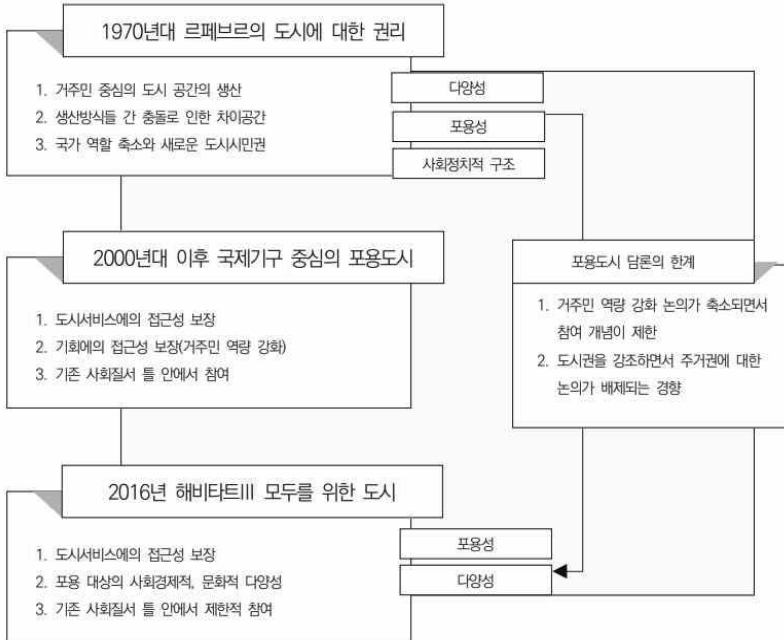 1970년대 르페브르의 도시에 대한 권리
1. 거주민 중심의 도시 공간의 생산
2. 생산방식들 간 충돌로 인한 차이공간
3. 국가 역할 축소와 새로운 도시시민권
다양성
포용성
사회정치적 구조
2000년대 이후 국제기구 중심의 포용도시
1. 도시서비스에의 접근성 보장
2. 기회에의 접근성 보장(거주민 역량 강화)
3. 기존 사회질서 틀 안에서 참여
포용도시 담론의 한계
1. 거주민 역량 강화 논의가 축소되면서
참여 개념이 제한
2. 도시권을 강조하면서 주거권에 대한
논의가 배제되는 경향
2016년 해비타트III 모두를 위한 도시
1. 도시서비스에의 접근성 보장
2. 포용 대상의 사회경제적, 문화적 다양성
3. 기존 사회질서 틀 안에서 제한적 참여
포용성
다양성